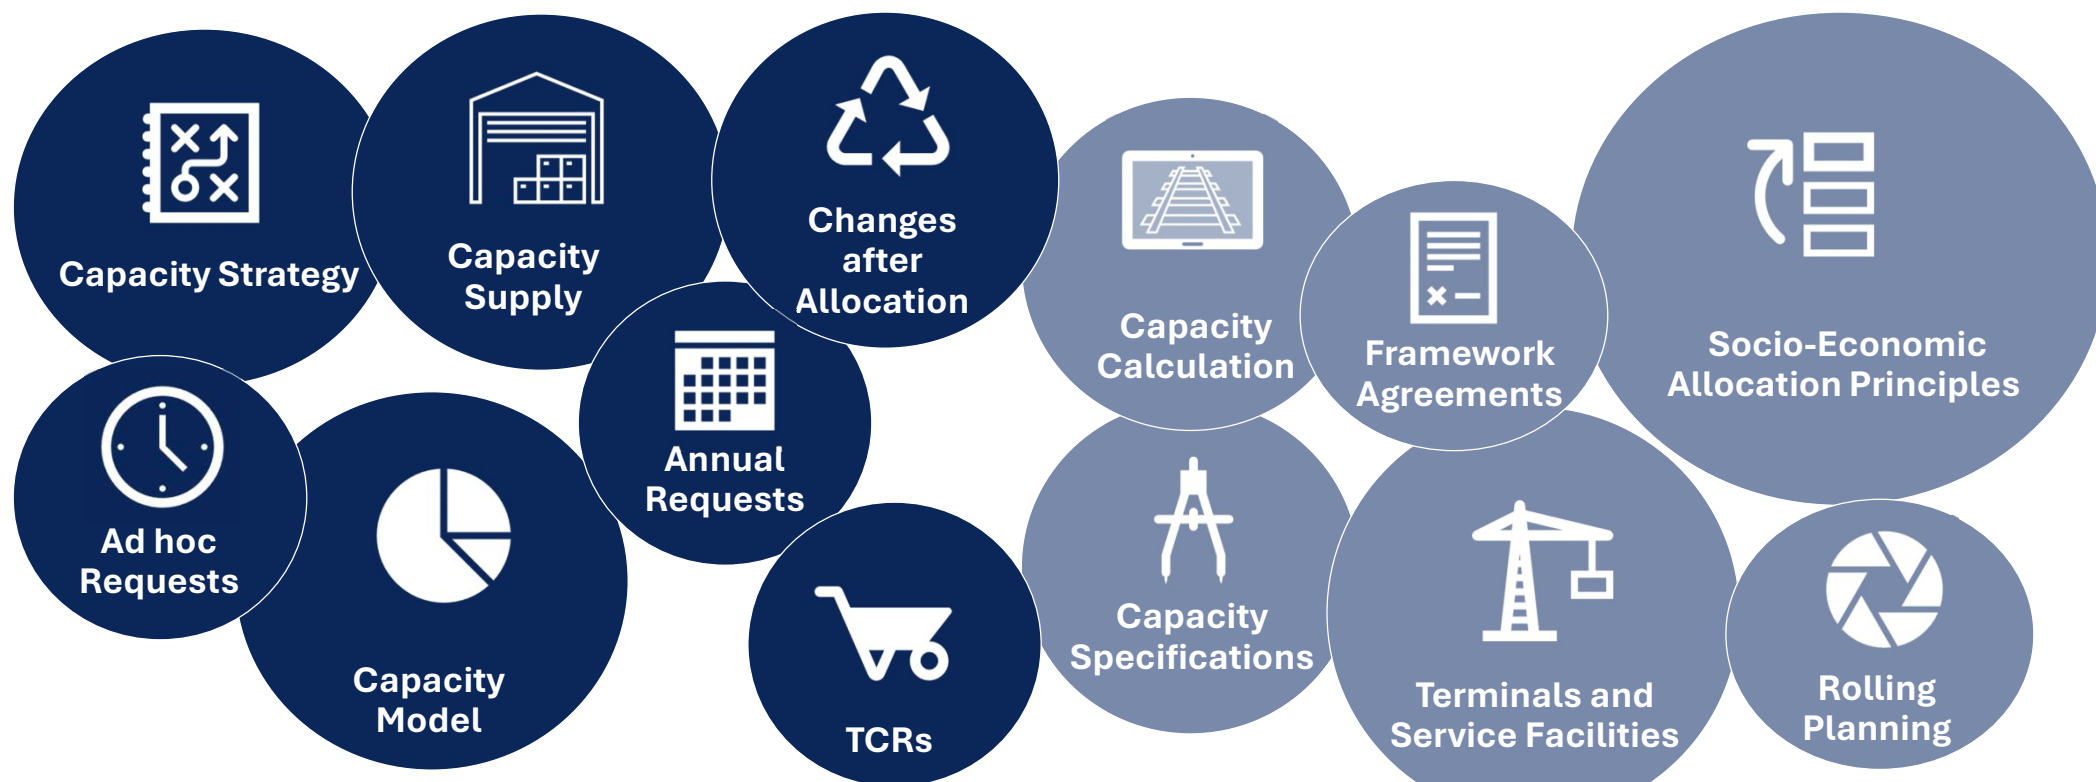 Capacity Strategy
Capacity
Supply
Changes
after
Allocation
Ad hoc
Requests
Capacity
Model
Annual
Requests
TCRs
Capacity
Calculation
Framework
Agreements
Socio-Economic
Allocation Principles
Capacity
Specifications
Terminals and
Service Facilities
Rolling
Planning